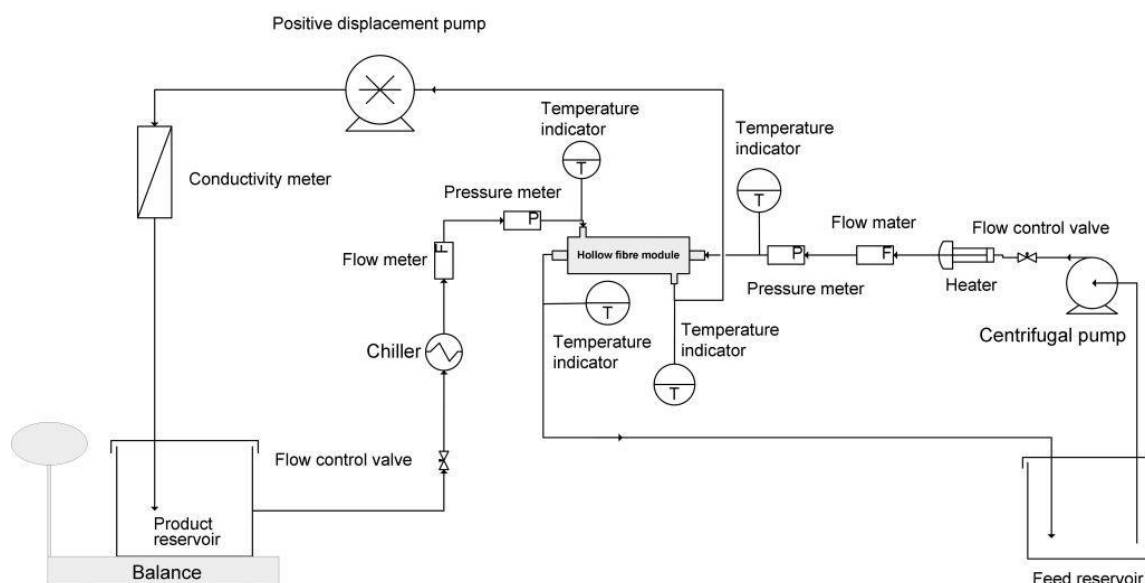 Positive displacement pump
Temperature
indicator
T
Temperature
indicator
T
Conductivity meter
Pressure meter
P
Flow mater
F
Flow control valve
Flow meter
F
Hollow fibre module
P
Pressure meter
Heater
Centrifugal pump
T
Temperature
indicator
Temperature
indicator
T
Chiller
Flow control valve
Product
reservoir
Balance
Feed reservoir